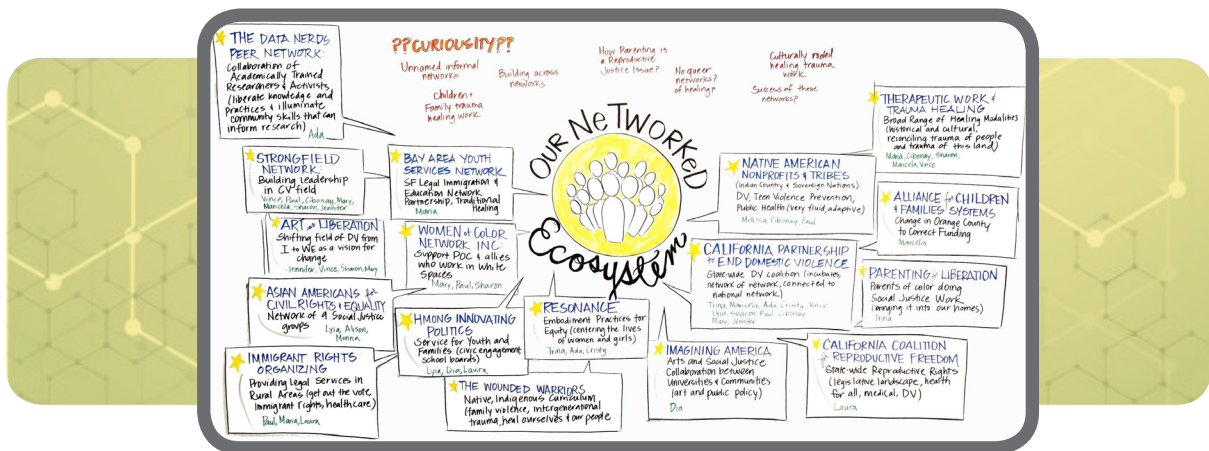 THE DATA NERDS
PEER NETWORK:
Collaboration of
Academically Trained
Researchers & Activists
(liberate knowledge and
practices & illuminate
community skills that can
inform research)
Ada
??CURIOUSITY??
Unnamed informal
networks
Building across
networks
Children &
Family trauma
healing work
How Parenting is
a Reproductive
Justice Issue?
No queer
networks
of healing?
Culturally rooted
healing trauma
work
Success of these
networks?
OUR NETWORKED
Ecosystem
STRONGFIELD
NETWORK
Building Leadership
in CV field
Vince, Paul, Cibonay, Mary,
Maricela, Sharon, Jennifer
BAY AREA YOUTH
SERVICES NETWORK
SF Legal Immigration &
Education Network
Partnership, Traditional
Healing
Maria
ART for LIBERATION
Shifting field of DV from
I to WE as a vision for
change
Jennifer, Vince, Sharon, Mary
WOMEN of COLOR
NETWORK INC:
Support POC & allies
who work in White
Spaces
Mary, Paul, Sharon
ASIAN AMERICANS for
CIVIL RIGHTS & EQUALITY
Network of 9 Social Justice
groups
Lyia, Alison,
Monna
HMONG INNOVATING
POLITICS
Service for Youth and
Families (civic engagement
school boards)
Lyia, Dia, Laura
IMMIGRANT RIGHTS
ORGANIZING
Providing Legal Services in
Rural Areas (get out the vote,
immigrant rights, healthcare)
Paul, Maria, Laura
THE WOUNDED WARRIORS
Native, Indigenous Curriculum
(family violence, intergenerational
trauma, heal ourselves & our people
RESONANCE
Embodiment Practices for
Equity (centering the lives
of women and girls)
Trina, Ada, Cristy
NATIVE AMERICAN
NONPROFITS & TRIBES
(Indian Country & Sovereign Nations):
DV, Teen Violence Prevention,
Public Health (very fluid, adaptive)
Melissa, Cibonay, Paul
THERAPEUTIC WORK &
TRAUMA HEALING
Broad Range of Healing Modalities
(historical and cultural,
reconciling trauma of people
and trauma of this land)
Maria, Cibonay, Sharon,
Maricela, Vince
ALLIANCE for CHILDREN
& FAMILIES SYSTEMS
Change in Orange County
to Correct Funding
Maricela
CALIFORNIA PARTNERSHIP
to END DOMESTIC VIOLENCE
State-wide DV coalition (incubates,
network of network, connected to
national network)
Trina, Maricela, Ada, Cristy, Vince
Lyia, Sharon, Paul, Cibonay
Mary, Jennifer
PARENTING for LIBERATION
Parents of color doing
Social Justice Work
(bringing it into our homes)
Trina
IMAGINING AMERICA
Arts and Social Justice
Collaboration between
Universities & Communities
(art and public policy)
Dia
CALIFORNIA COALITION
for REPRODUCTIVE FREEDOM
State-wide Reproductive Rights
(legislative landscape, health
for all, medical, DV)
Laura